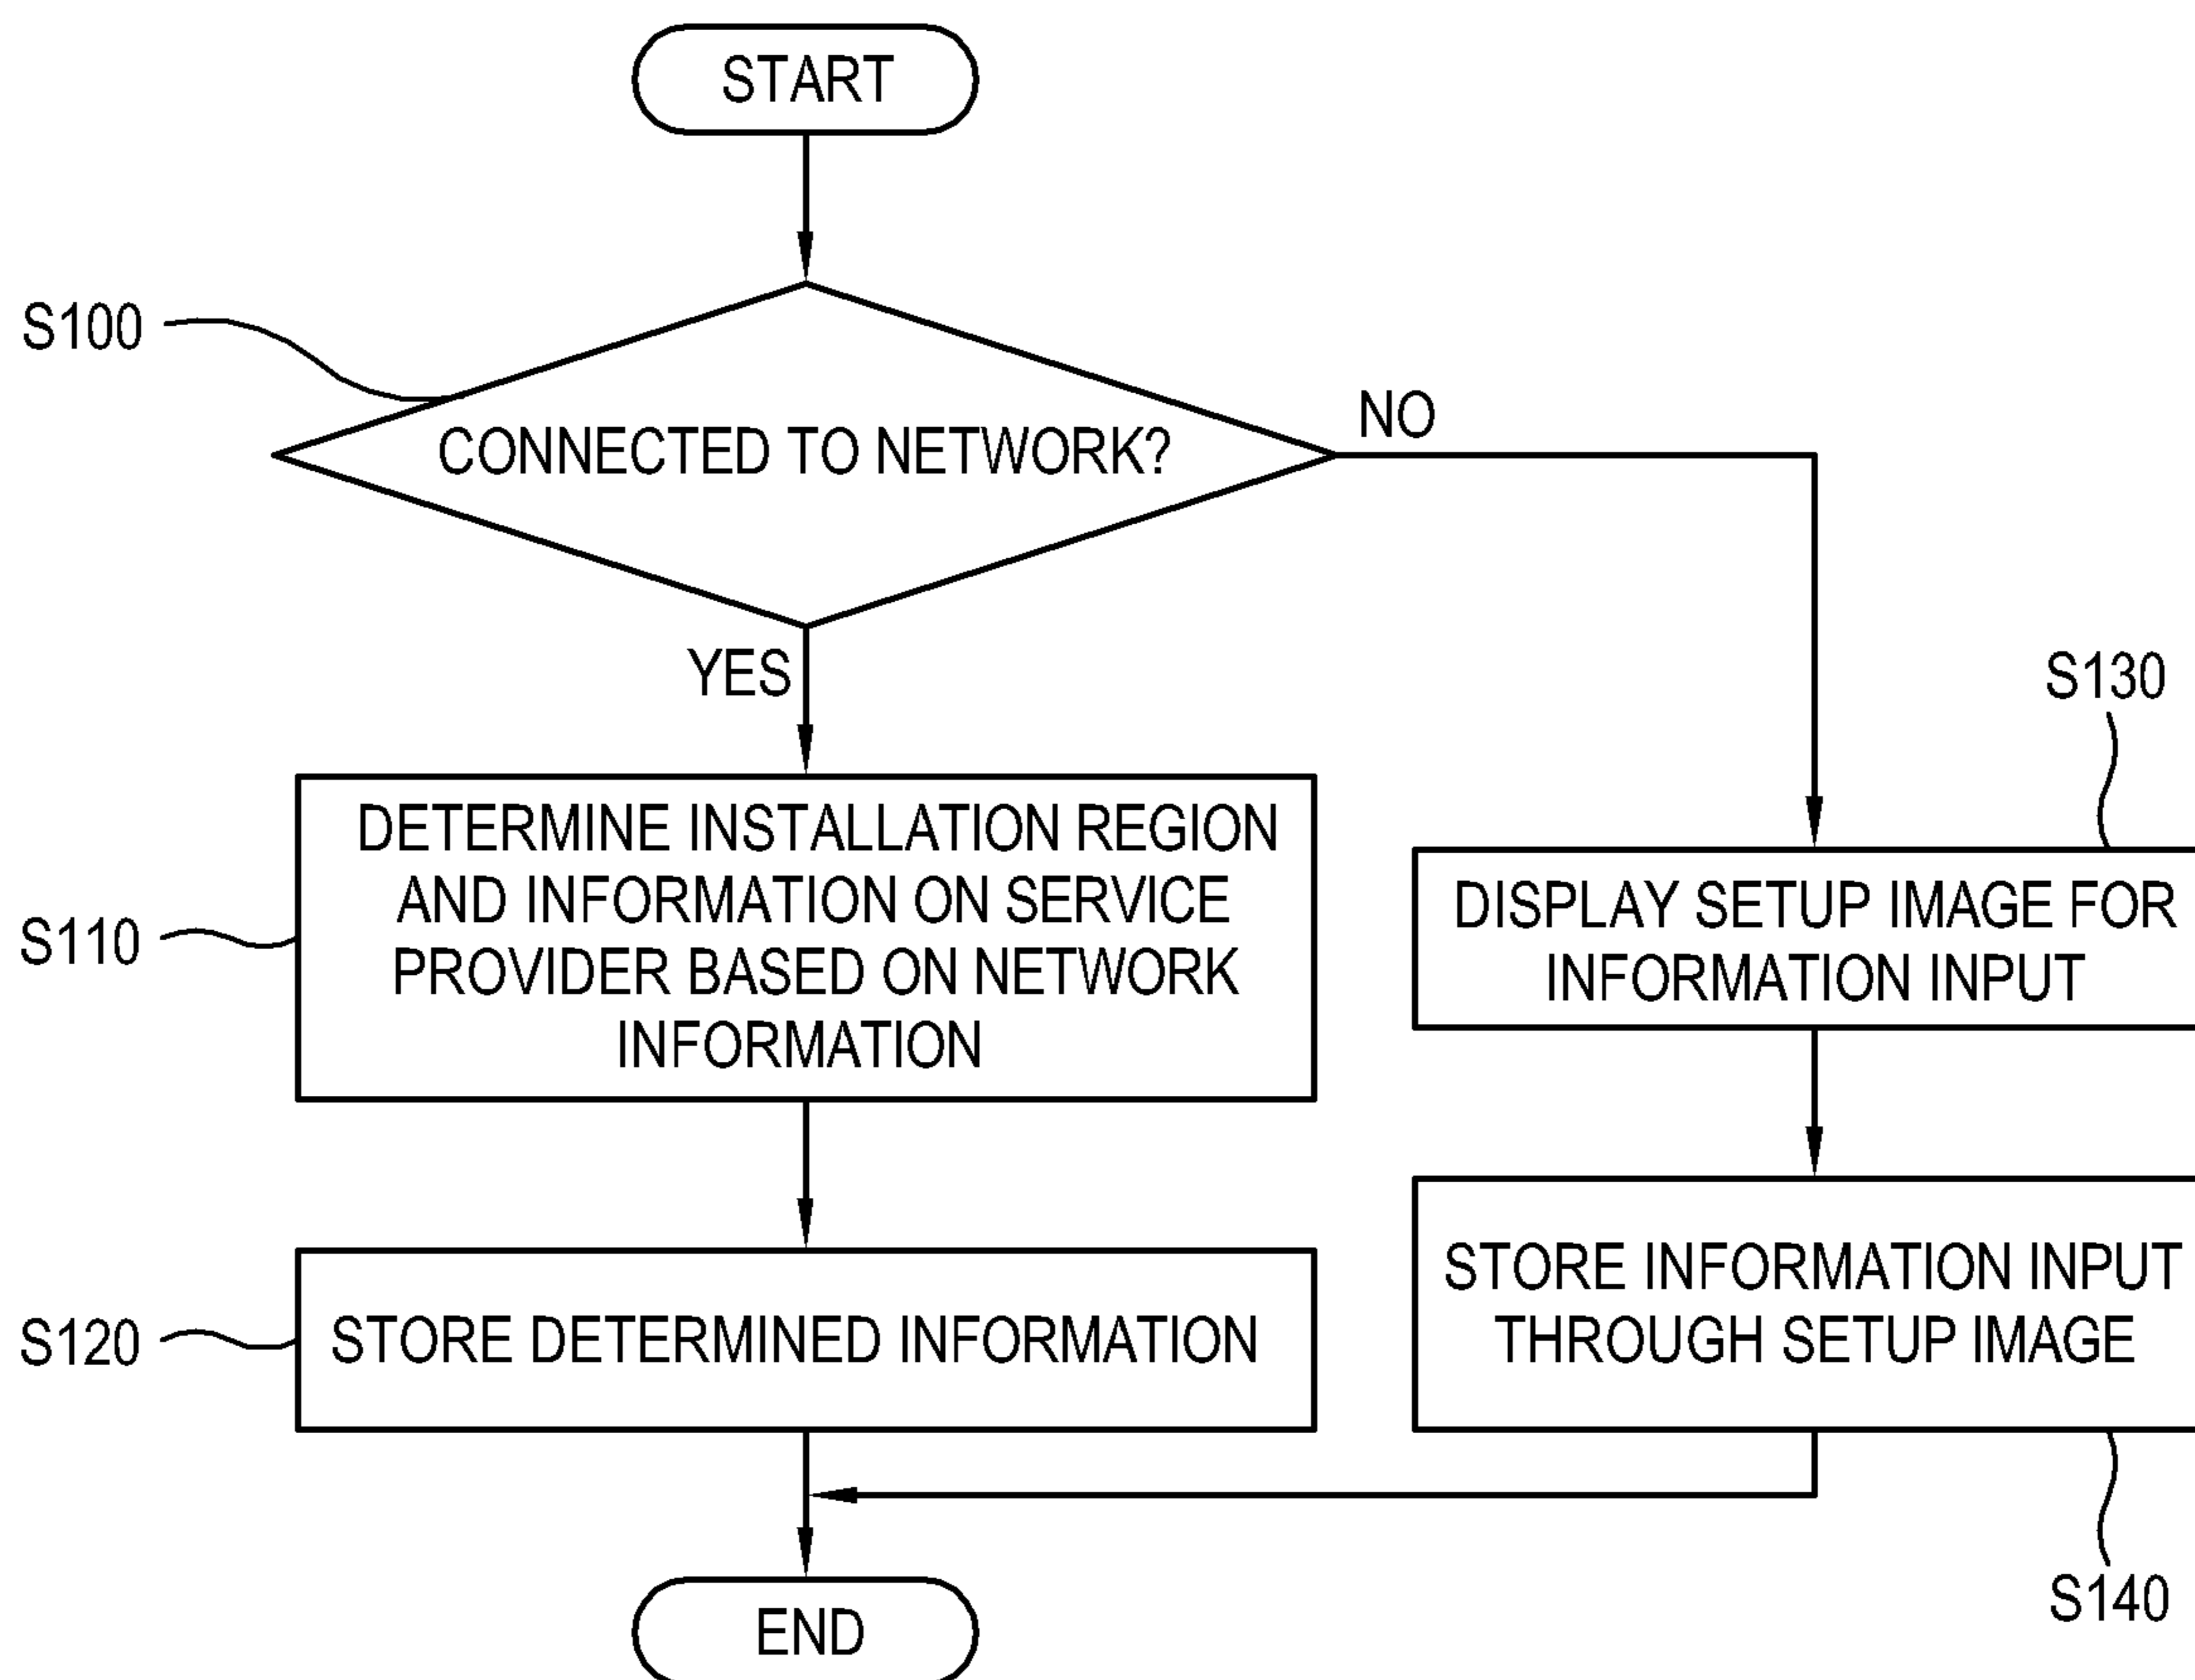 START
S100
CONNECTED TO NETWORK?
NO
YES
S130
DETERMINE INSTALLATION REGION
AND INFORMATION ON SERVICE
PROVIDER BASED ON NETWORK
INFORMATION
S110
DISPLAY SETUP IMAGE FOR
INFORMATION INPUT
S120
STORE DETERMINED INFORMATION
STORE INFORMATION INPUT
THROUGH SETUP IMAGE
S140
END